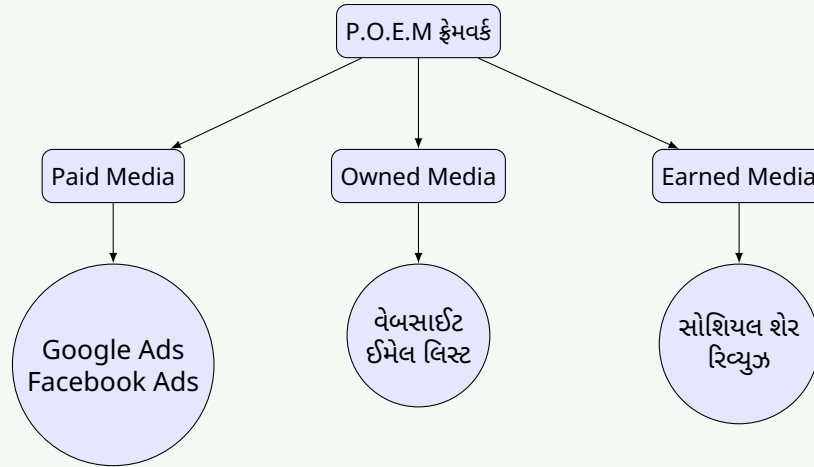 P.O.E.M ફ્રેમવર્ક
Paid Media
Owned Media
Earned Media
Google Ads
Facebook Ads
વેબસાઈટ
ઈમેલ લિસ્ટ
સોશિયલ શેર
રિવ્યુઝ